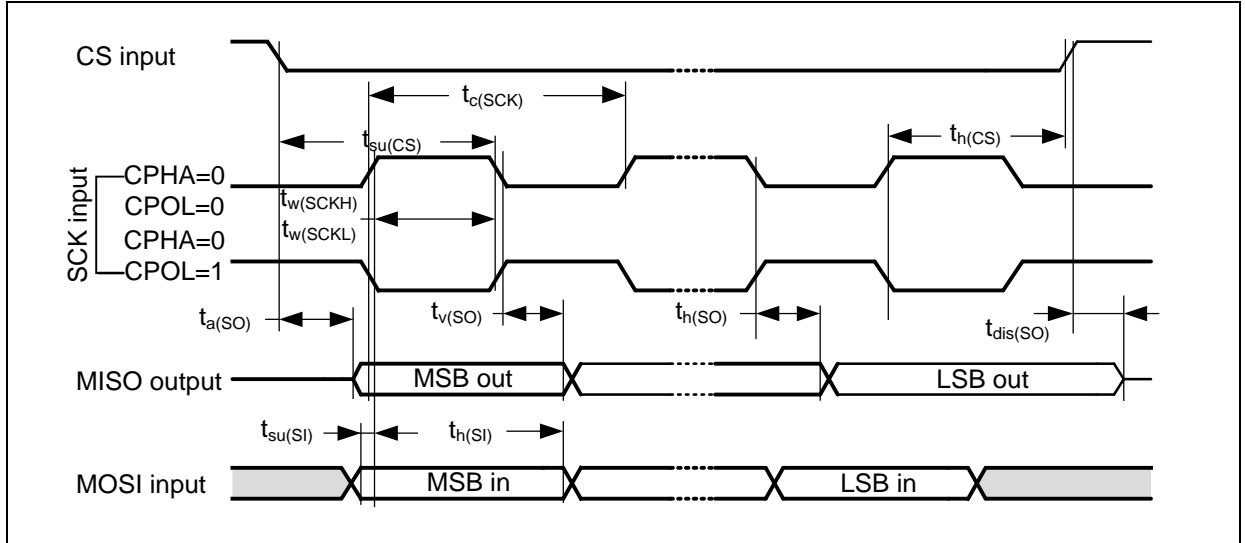 CS input
tc(SCK)
tsu(CS)
th(CS)
SCK input
CPHA=0
CPOL=0
CPHA=0
CPOL=1
tw(SCKH)
tw(SCKL)
ta(SO)
tv(SO)
th(SO)
tdis(SO)
MISO output
MSB out
LSB out
tsu(SI)
th(SI)
MOSI input
MSB in
LSB in